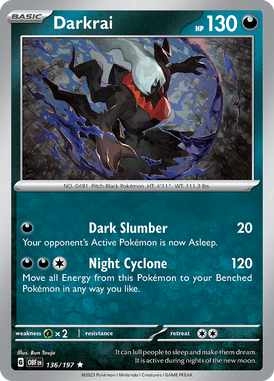 BASIC Darkrai HP 130
NO. 0491 Pitch-Black Pokémon HT: 4'11" WT: 111.3 lbs.
Dark Slumber 20
Your opponent's Active Pokémon is now Asleep.
Night Cyclone 120
Move all Energy from this Pokémon to your Benched
Pokémon in any way you like.
weakness ×2 resistance retreat
Illus. Bun Toujo
OBF EN 136/197 ★
It can lull people to sleep and make them dream.
It is active during nights of the new moon.
©2023 Pokémon / Nintendo / Creatures / GAME FREAK